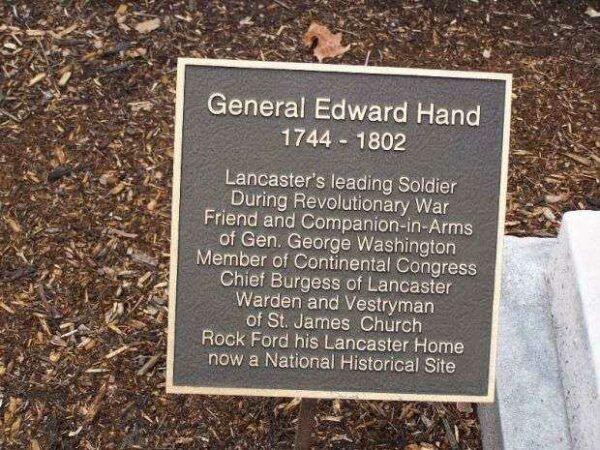 General Edward Hand
1744 - 1802
Lancaster's leading Soldier
During Revolutionary War
Friend and Companion-in-Arms
of Gen. George Washington
Member of Continental Congress
Chief Burgess of Lancaster
Warden and Vestryman
of St. James Church
Rock Ford his Lancaster Home
now a National Historical Site